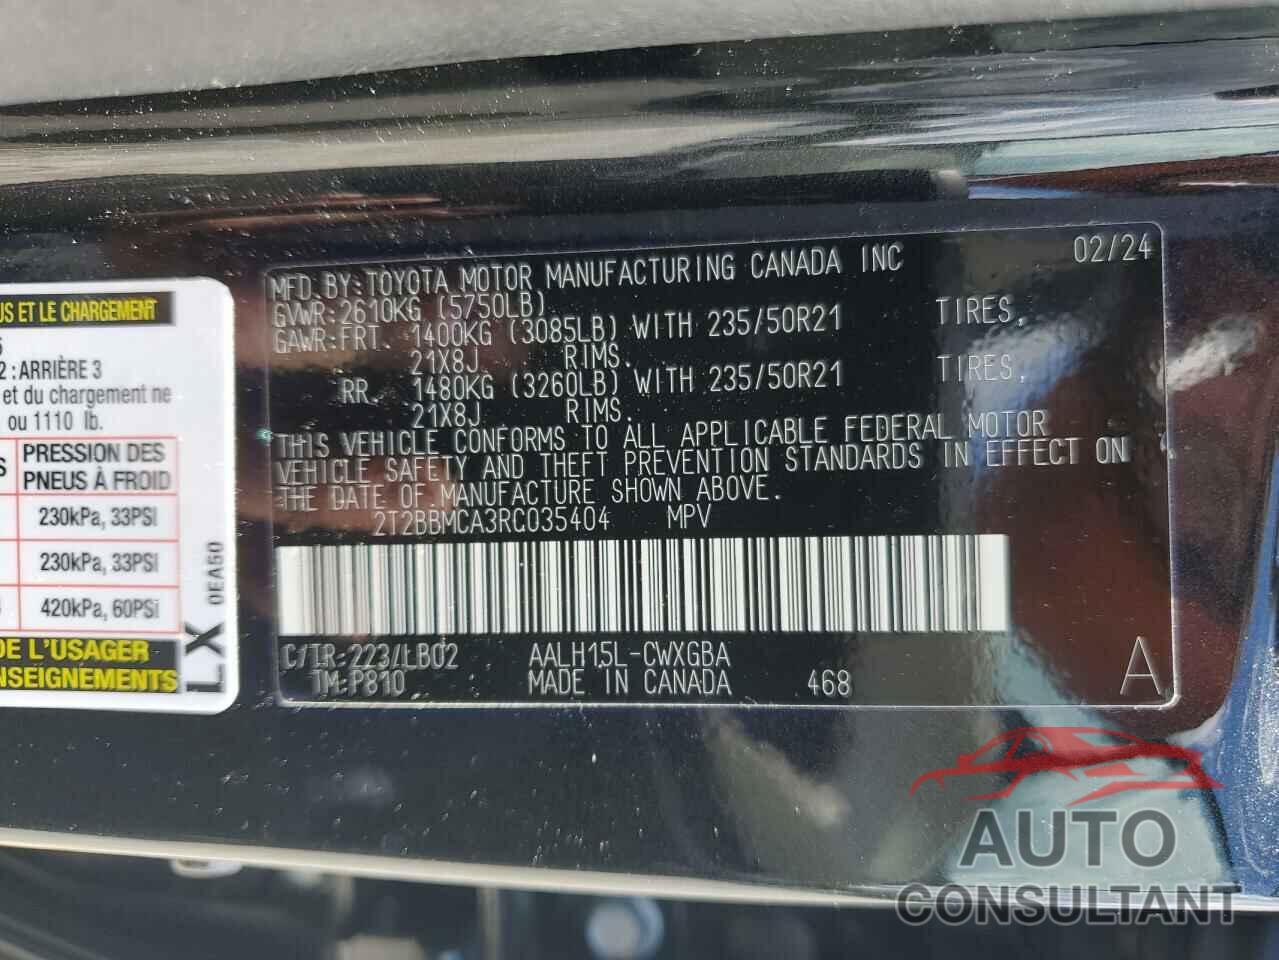 US ET LE CHARGEMENT
2 : ARRIÈRE 3
et du chargement ne
ou 1110 lb.
PRESSION DES
PNEUS À FROID
230kPa, 33PSI
230kPa, 33PSI
420kPa, 60PSI
DE L'USAGER
NSEIGNEMENTS
LX
0EA50
MFD.BY:TOYOTA MOTOR MANUFACTURING CANADA INC 02/24
GVWR:2610KG (5750LB)
GAWR:FRT. 1400KG (3085LB) WITH 235/50R21 TIRES,
21X8J RIMS.
RR. 1480KG (3260LB) WITH 235/50R21 TIRES,
21X8J RIMS.
THIS VEHICLE CONFORMS TO ALL APPLICABLE FEDERAL MOTOR
VEHICLE SAFETY AND THEFT PREVENTION STANDARDS IN EFFECT ON
THE DATE OF MANUFACTURE SHOWN ABOVE.
2T2BBMCA3RC035404 MPV
C/TR:223/LB02 AALH15L-CWXGBA
TM:P810 MADE IN CANADA 468 A
AUTO
CONSULTANT